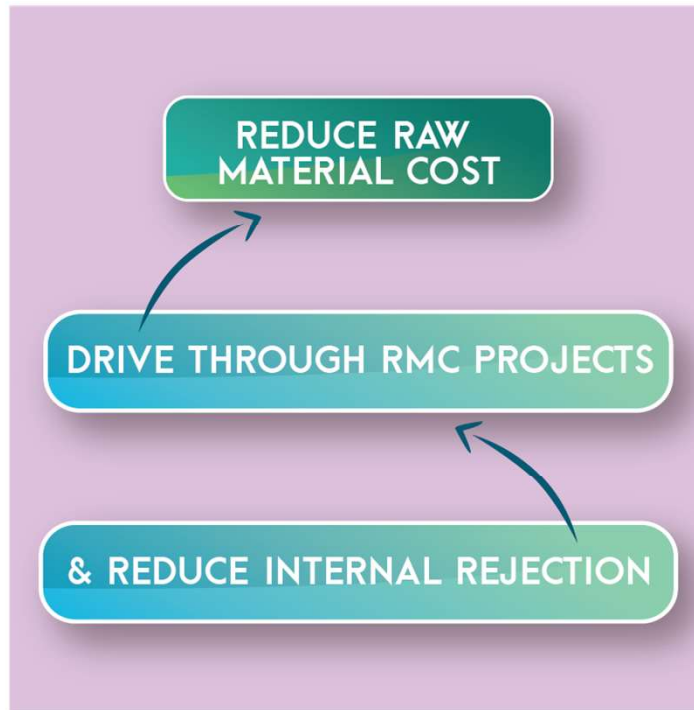 REDUCE RAW
MATERIAL COST
DRIVE THROUGH RMC PROJECTS
& REDUCE INTERNAL REJECTION